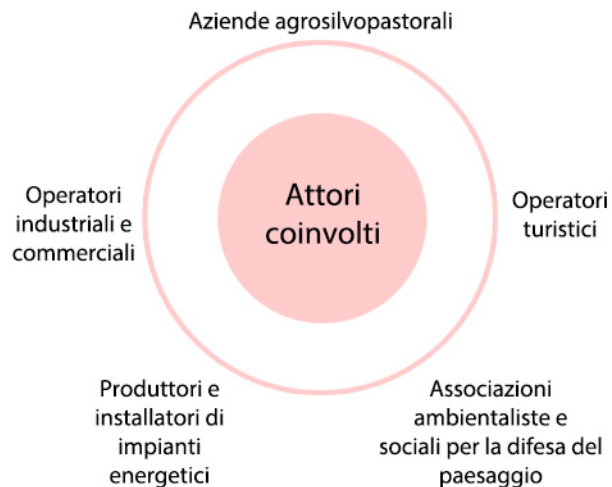 Aziende agrosilvopastorali
Operatori
industriali e
commerciali
Attori
coinvolti
Operatori
turistici
Produttori e
installatori di
impianti
energetici
Associazioni
ambientaliste e
sociali per la difesa del
paesaggio